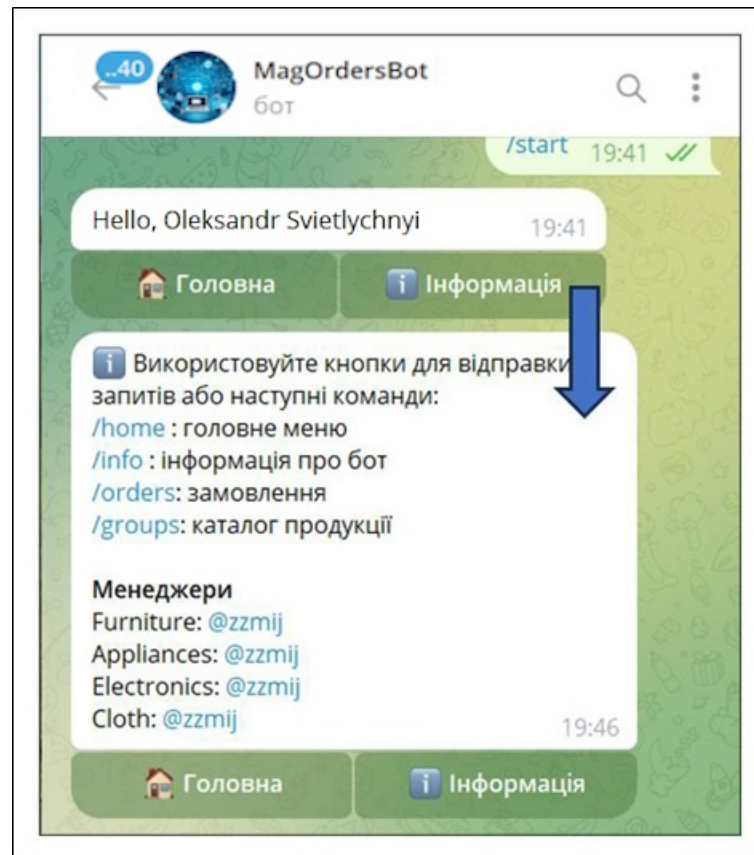 ..40
MagOrdersBot
бот
/start 19:41
Hello, Oleksandr Svietlychnyi 19:41
Головна Інформація
Використовуйте кнопки для відправки
запитів або наступні команди:
/home : головне меню
/info : інформація про бот
/orders: замовлення
/groups: каталог продукції
Менеджери
Furniture: @zzmij
Appliances: @zzmij
Electronics: @zzmij
Cloth: @zzmij 19:46
Головна Інформація